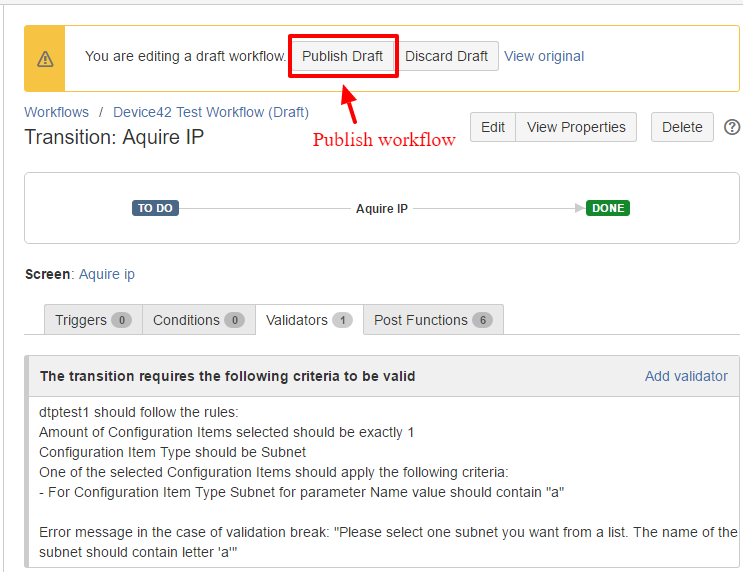 You are editing a draft workflow. Publish Draft Discard Draft View original
Workflows / Device42 Test Workflow (Draft)
Transition: Aquire IP
Publish workflow
Edit View Properties Delete
TO DO Aquire IP DONE
Screen: Aquire ip
Triggers 0 Conditions 0 Validators 1 Post Functions 6
The transition requires the following criteria to be valid Add validator
dtptest1 should follow the rules:
Amount of Configuration Items selected should be exactly 1
Configuration Item Type should be Subnet
One of the selected Configuration Items should apply the following criteria:
- For Configuration Item Type Subnet for parameter Name value should contain "a"
Error message in the case of validation break: "Please select one subnet you want from a list. The name of the
subnet should contain letter 'a'"